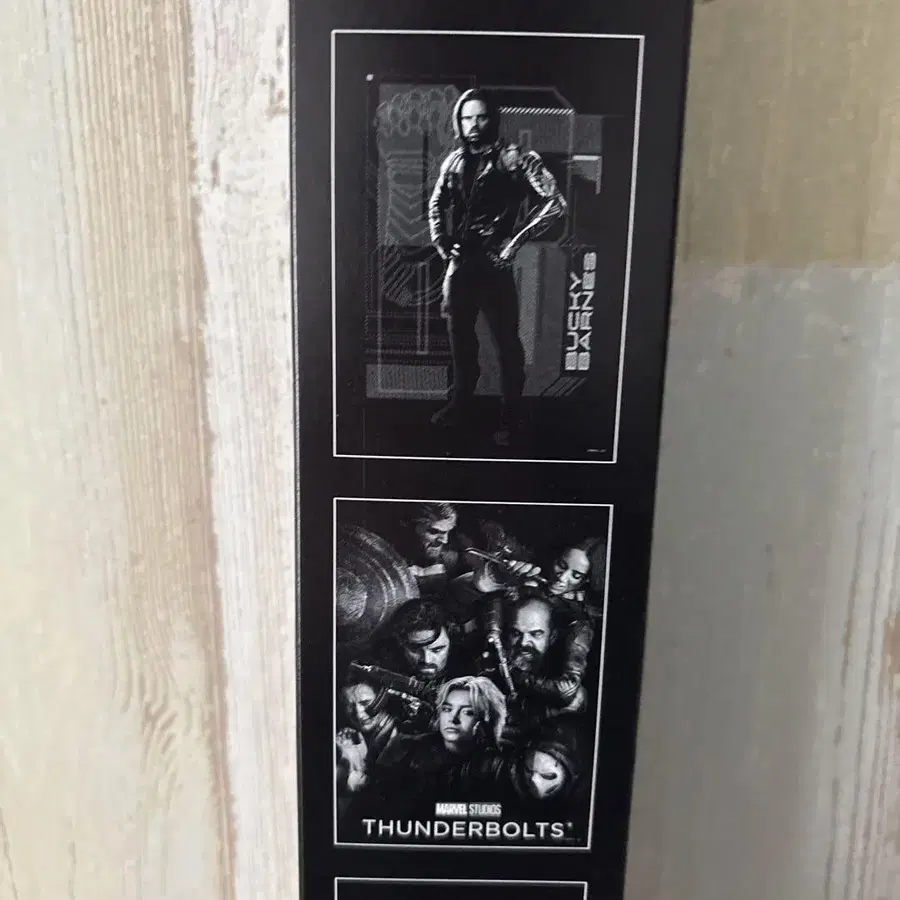 BUCKY
BARNES
MARVEL STUDIOS
THUNDERBOLTS*